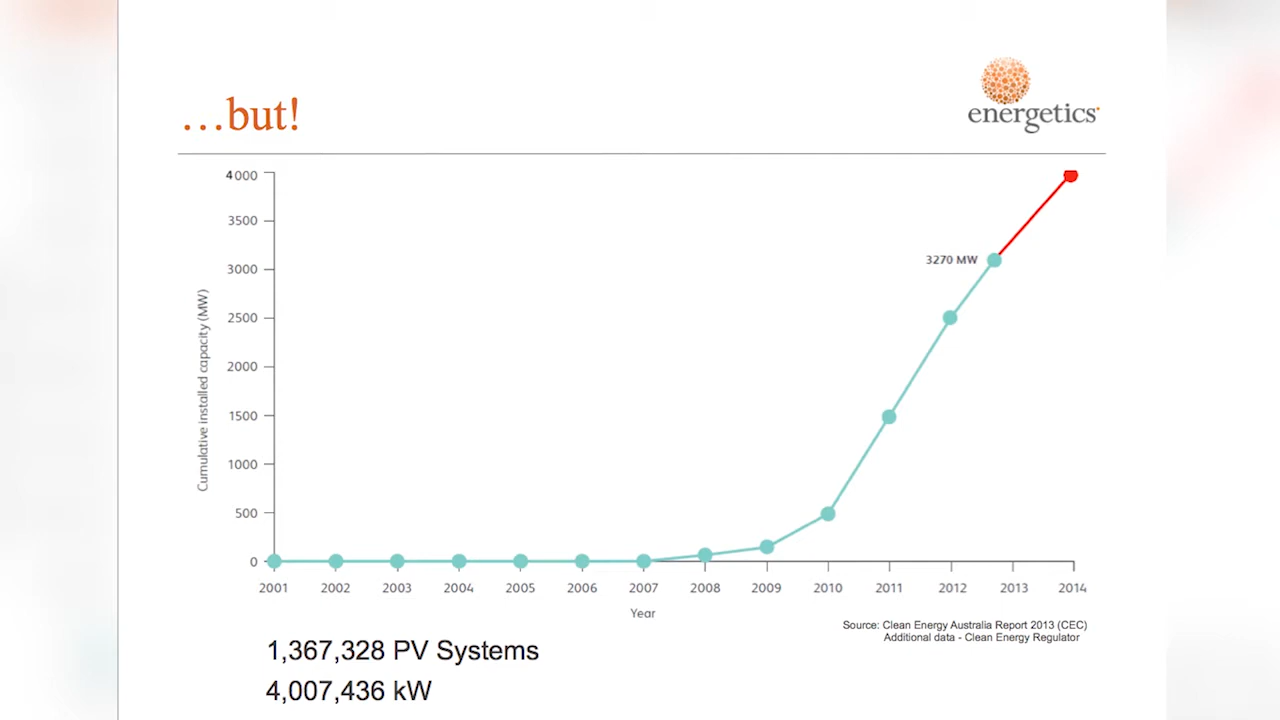 …but!
energetics
4000
3500
3000
2500
2000
1500
1000
500
0
Cumulative installed capacity (MW)
3270 MW
2001 2002 2003 2004 2005 2006 2007 2008 2009 2010 2011 2012 2013 2014
Year
Source: Clean Energy Australia Report 2013 (CEC)
Additional data - Clean Energy Regulator
1,367,328 PV Systems
4,007,436 kW